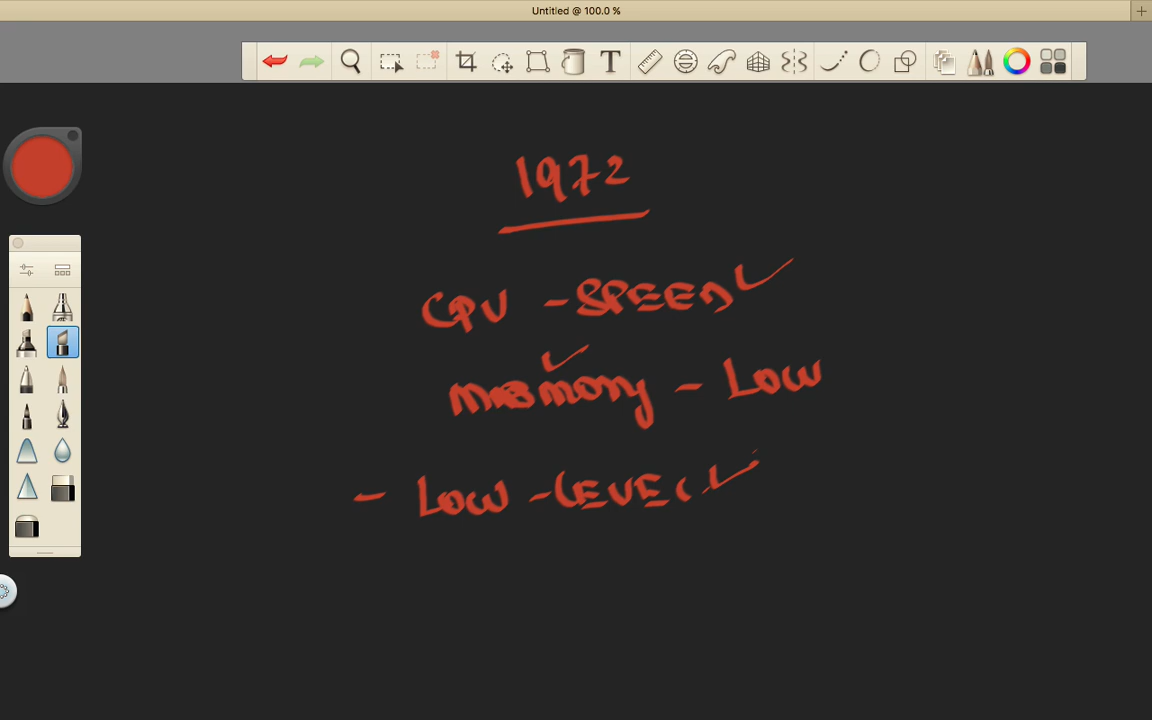 Untitled @ 100.0 %
T
1972
CPU - SPEED
memory - Low
- Low - LEVEL